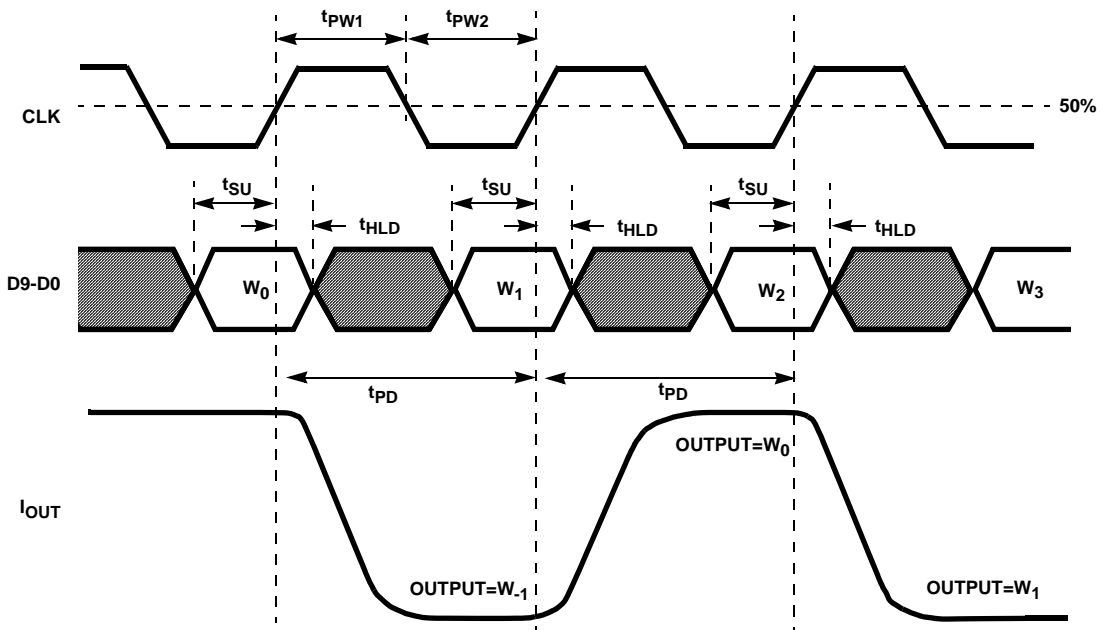 tPW1 tPW2
CLK
50%
tSU tSU tSU
tHLD tHLD tHLD
D9-D0
W0 W1 W2 W3
tPD tPD
OUTPUT=W0
IOUT
OUTPUT=W-1 OUTPUT=W1